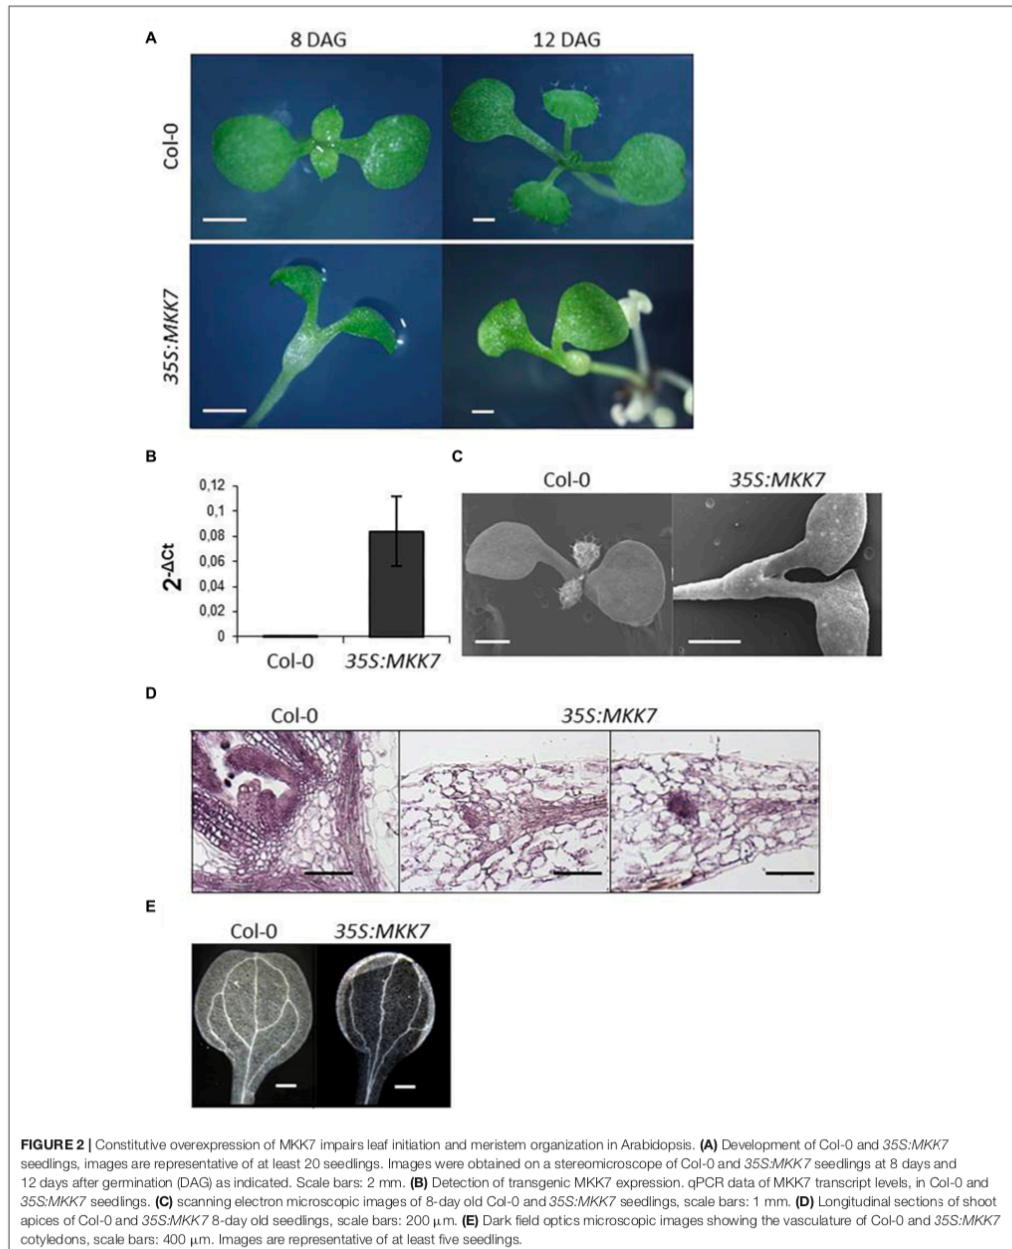 A
8 DAG
12 DAG
Col-0
35S:MKK7
B
C
0,12
0,1
0,08
0,06
0,04
0,02
0
2-ΔCt
Col-0
35S:MKK7
Col-0
35S:MKK7
D
Col-0
35S:MKK7
E
Col-0
35S:MKK7
FIGURE 2 | Constitutive overexpression of MKK7 impairs leaf initiation and meristem organization in Arabidopsis. (A) Development of Col-0 and 35S:MKK7
seedlings, images are representative of at least 20 seedlings. Images were obtained on a stereomicroscope of Col-0 and 35S:MKK7 seedlings at 8 days and
12 days after germination (DAG) as indicated. Scale bars: 2 mm. (B) Detection of transgenic MKK7 expression. qPCR data of MKK7 transcript levels, in Col-0 and
35S:MKK7 seedlings. (C) scanning electron microscopic images of 8-day old Col-0 and 35S:MKK7 seedlings, scale bars: 1 mm. (D) Longitudinal sections of shoot
apices of Col-0 and 35S:MKK7 8-day old seedlings, scale bars: 200 μm. (E) Dark field optics microscopic images showing the vasculature of Col-0 and 35S:MKK7
cotyledons, scale bars: 400 μm. Images are representative of at least five seedlings.